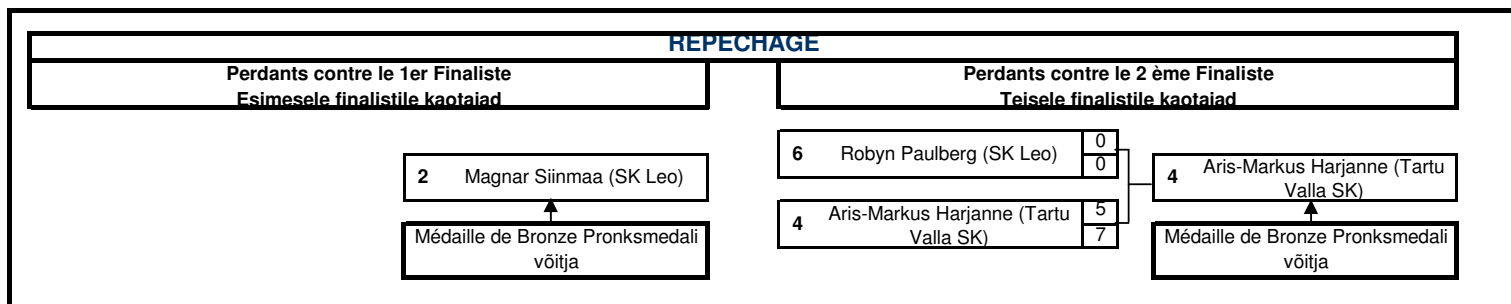 REPECHAGE
Perdants contre le 1er Finaliste
Esimesele finalistile kaotajad
Perdants contre le 2 ème Finaliste
Teisele finalistile kaotajad
2 Magnar Siinmaa (SK Leo)
Médaille de Bronze Pronksmedali
võitja
6 Robyn Paulberg (SK Leo) 0
0
4 Aris-Markus Harjanne (Tartu 5
Valla SK) 7
4 Aris-Markus Harjanne (Tartu
Valla SK)
Médaille de Bronze Pronksmedali
võitja